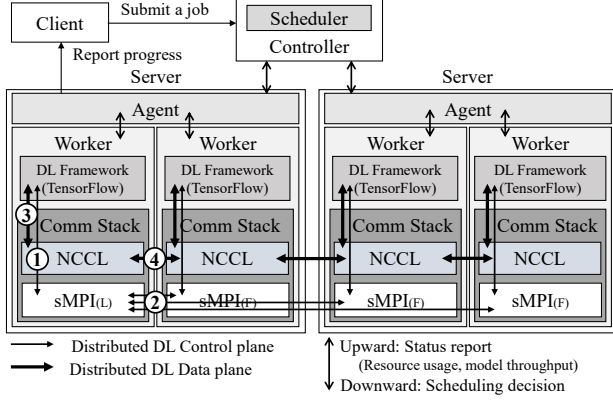 Client
Submit a job
Scheduler
Controller
Report progress
Server
Server
Agent
Agent
Worker
Worker
Worker
Worker
DL Framework
(TensorFlow)
DL Framework
(TensorFlow)
DL Framework
(TensorFlow)
DL Framework
(TensorFlow)
3
Comm Stack
Comm Stack
Comm Stack
Comm Stack
1
NCCL
4
NCCL
NCCL
NCCL
sMPI(L)
2
sMPI(F)
sMPI(F)
sMPI(F)
Distributed DL Control plane
Distributed DL Data plane
Upward: Status report
(Resource usage, model throughput)
Downward: Scheduling decision